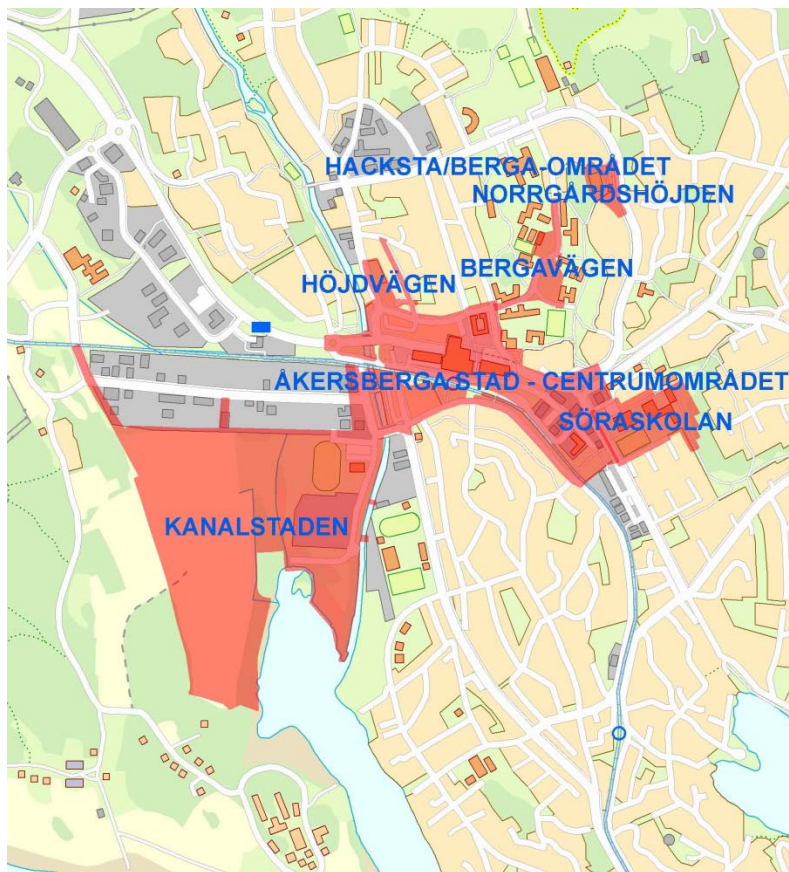 HACKSTA/BERGA-OMRÅDET
NORRGÅRDSHÖJDEN
BERGAVÄGEN
HÖJDVÄGEN
ÅKERSBERGA STAD - CENTRUMOMRÅDET
SÖRASKOLAN
KANALSTADEN